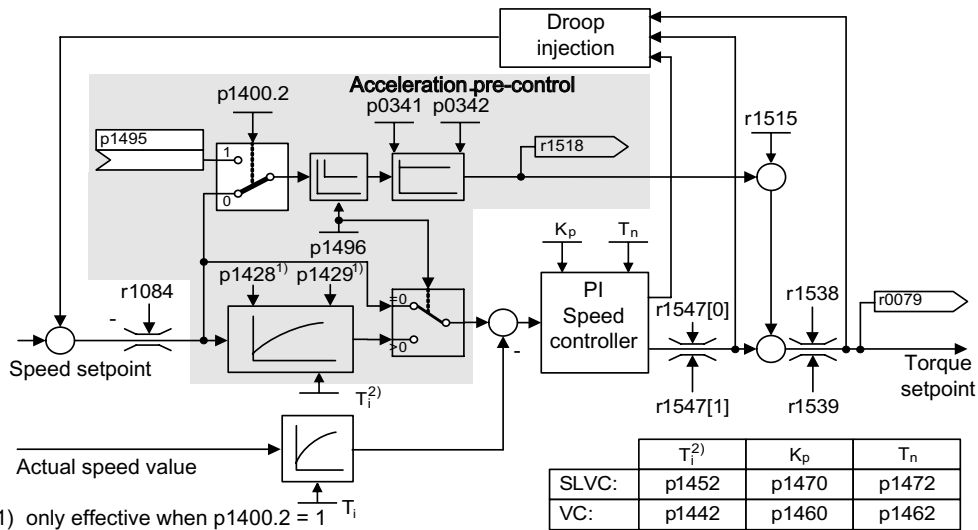 Droop
injection
Acceleration pre-control
p1400.2
p0341
p0342
r1515
p1495
1
r1518
0
p1496
Kₚ
Tₙ
p1428¹⁾
p1429¹⁾
r1084
=0
>0
PI
Speed
controller
r1547[0]
r1538
r0079
-
-
Speed setpoint
Torque
setpoint
Tᵢ²⁾
r1547[1]
r1539
Actual speed value
Tᵢ
Tᵢ²⁾ Kₚ Tₙ
SLVC: p1452 p1470 p1472
VC: p1442 p1460 p1462
1) only effective when p1400.2 = 1